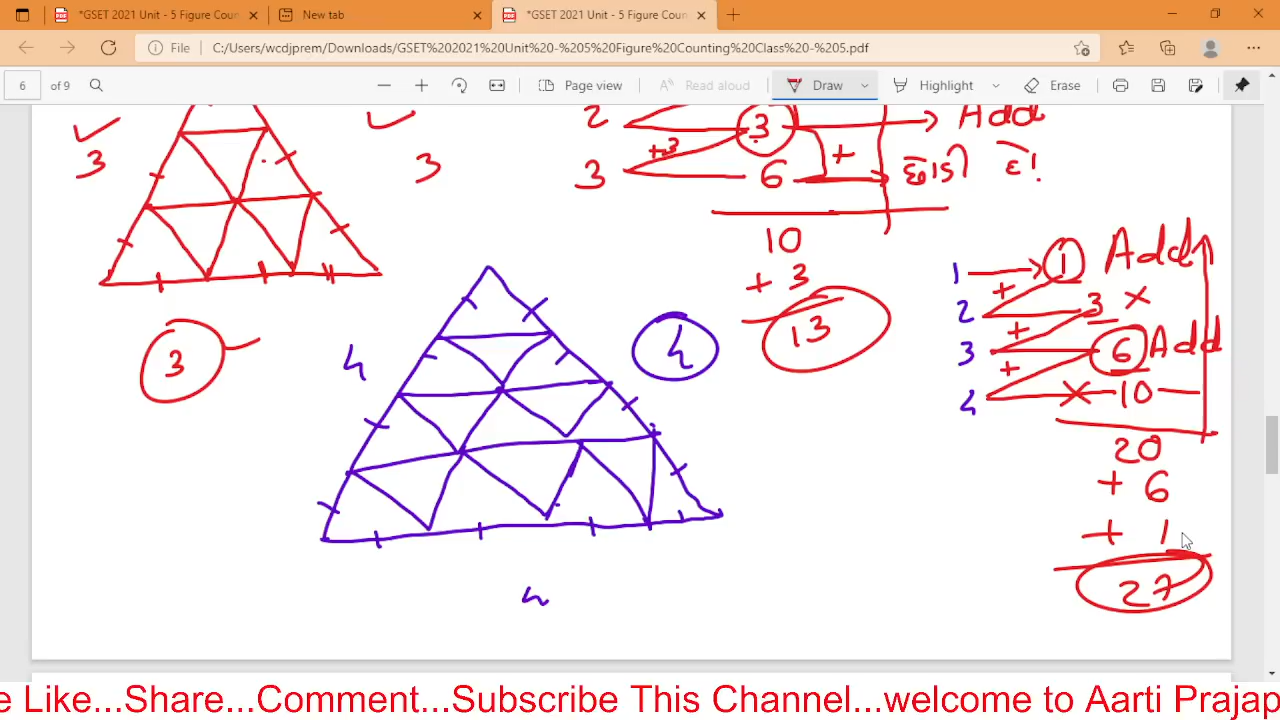 *GSET 2021 Unit - 5 Figure Coun
New tab
*GSET 2021 Unit - 5 Figure Coun
File
C:/Users/wcdjprem/Downloads/GSET%202021%20Unit%20-%205%20Figure%20Counting%20Class%20-%205.pdf
6 of 9
Page view
Read aloud
Draw
Highlight
Erase
3
3
2 3 Add
3 +3 6 +
10
+ 3
13
1 1 Add
+
2 3 ×
+
3 6 Add
+
4 × 10
20
+ 6
+ 1
27
3
4
4
4
e Like...Share...Comment...Subscribe This Channel...welcome to Aarti Prajap